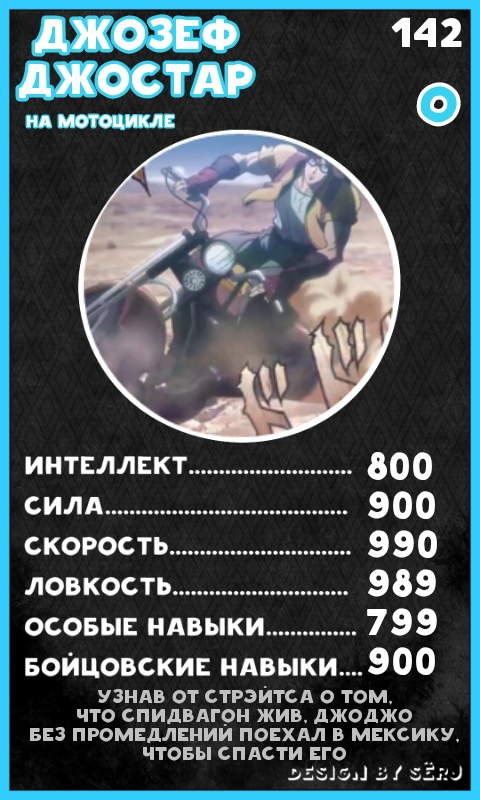 ДЖОЗЕФ
ДЖОСТАР
НА МОТОЦИКЛЕ
142
О
ИНТЕЛЛЕКТ....................................... 800
СИЛА.......................................................... 900
СКОРОСТЬ........................................... 990
ЛОВКОСТЬ.......................................... 989
ОСОБЫЕ НАВЫКИ...................... 799
БОЙЦОВСКИЕ НАВЫКИ.... 900
УЗНАВ ОТ СТРЭЙТСА О ТОМ,
ЧТО СПИДВАГОН ЖИВ, ДЖОДЖО
БЕЗ ПРОМЕДЛЕНИЙ ПОЕХАЛ В МЕКСИКУ,
ЧТОБЫ СПАСТИ ЕГО
DESIGN BY SЁRJ